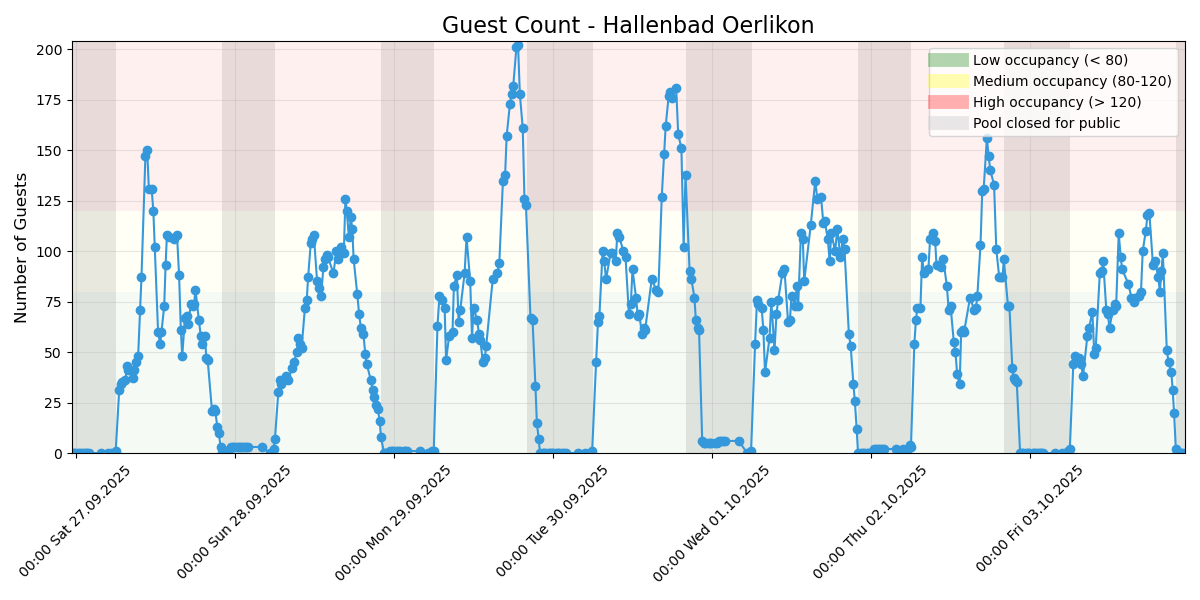 Guest Count - Hallenbad Oerlikon
Number of Guests
200
175
150
125
100
75
50
25
0
Low occupancy (< 80)
Medium occupancy (80-120)
High occupancy (> 120)
Pool closed for public
00:00 Sat 27.09.2025
00:00 Sun 28.09.2025
00:00 Mon 29.09.2025
00:00 Tue 30.09.2025
00:00 Wed 01.10.2025
00:00 Thu 02.10.2025
00:00 Fri 03.10.2025